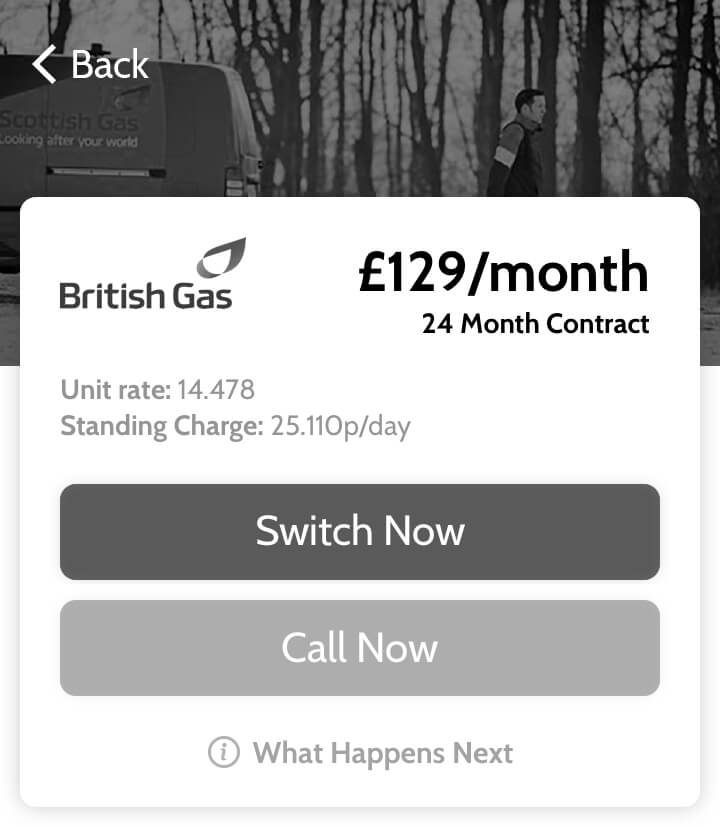 Back
Scottish Gas
Looking after your world
British Gas
£129/month
24 Month Contract
Unit rate: 14.478
Standing Charge: 25.110p/day
Switch Now
Call Now
What Happens Next